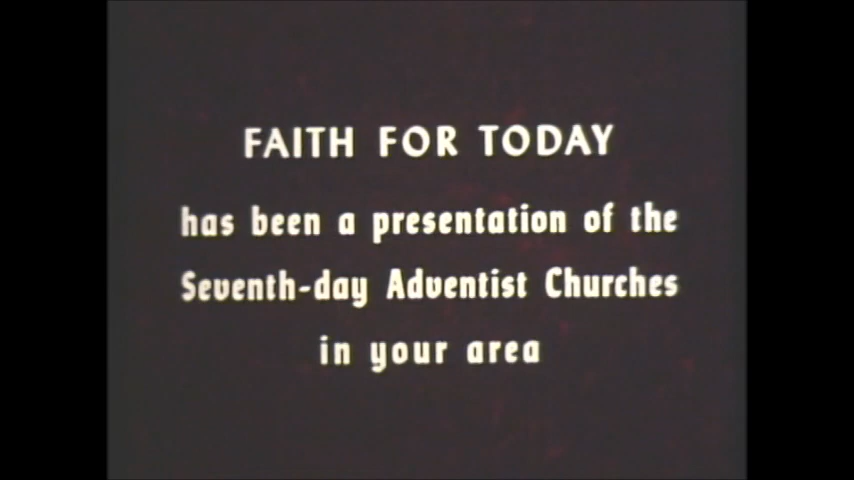 FAITH FOR TODAY
has been a presentation of the
Seventh-day Adventist Churches
in your area